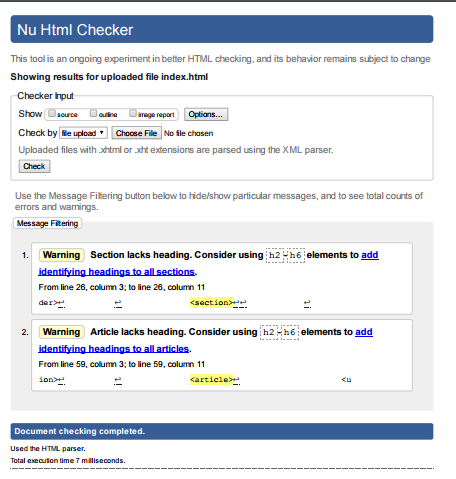 Nu Html Checker
This tool is an ongoing experiment in better HTML checking, and its behavior remains subject to change
Showing results for uploaded file index.html
Checker Input
Show source outline image report Options...
Check by file upload Choose File No file chosen
Uploaded files with .xhtml or .xht extensions are parsed using the XML parser.
Check
Use the Message Filtering button below to hide/show particular messages, and to see total counts of
errors and warnings.
Message Filtering
1. Warning Section lacks heading. Consider using h2-h6 elements to add
identifying headings to all sections.
From line 26, column 3; to line 26, column 11
der>↩ ↩ <section>↩↩ ↩
2. Warning Article lacks heading. Consider using h2-h6 elements to add
identifying headings to all articles.
From line 59, column 3; to line 59, column 11
ion>↩ ↩ <article>↩ <u
Document checking completed.
Used the HTML parser.
Total execution time 7 milliseconds.